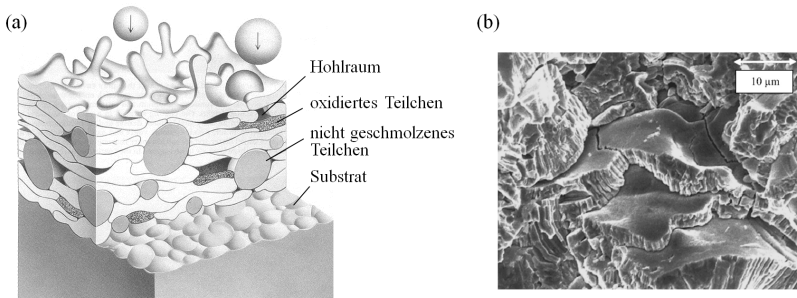 (a)
Hohlraum
oxidiertes Teilchen
nicht geschmolzenes
Teilchen
Substrat
(b)
10 µm